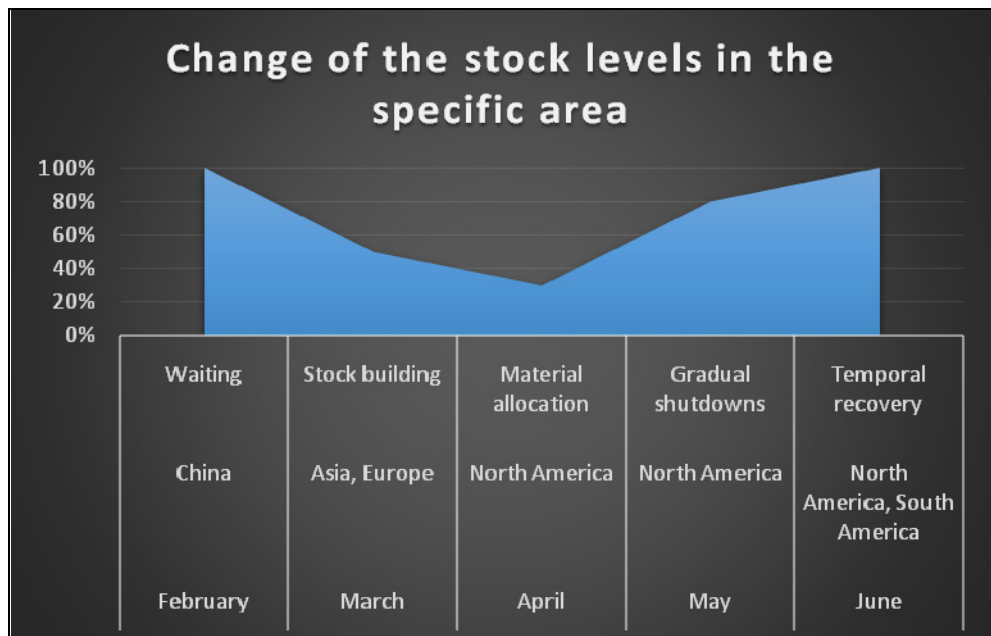 Change of the stock levels in the
specific area
100%
80%
60%
40%
20%
0%
Waiting
Stock building
Material
allocation
Gradual
shutdowns
Temporal
recovery
China
Asia, Europe
North America
North America
North
America, South
America
February
March
April
May
June